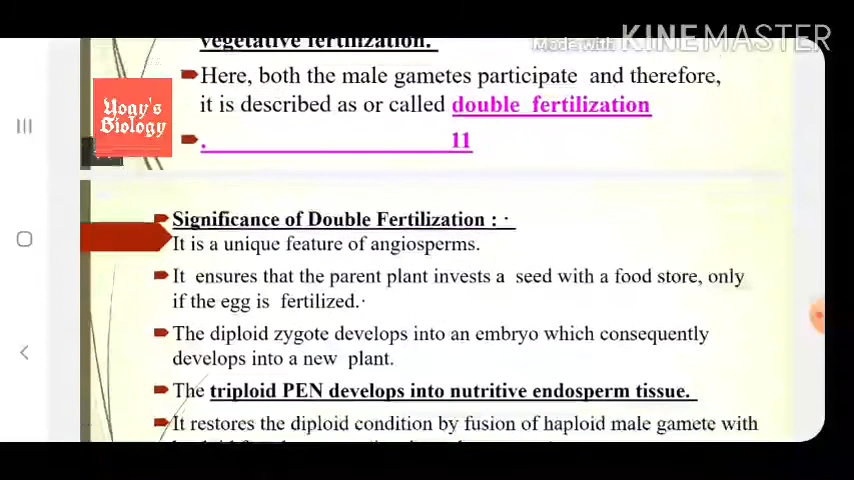 vegetative fertilization.
Made with KINEMASTER
Here, both the male gametes participate and therefore,
it is described as or called double fertilization
Yogy's
Biology
. 11
Significance of Double Fertilization : ·
It is a unique feature of angiosperms.
It ensures that the parent plant invests a seed with a food store, only
if the egg is fertilized.·
The diploid zygote develops into an embryo which consequently
develops into a new plant.
The triploid PEN develops into nutritive endosperm tissue.
It restores the diploid condition by fusion of haploid male gamete with